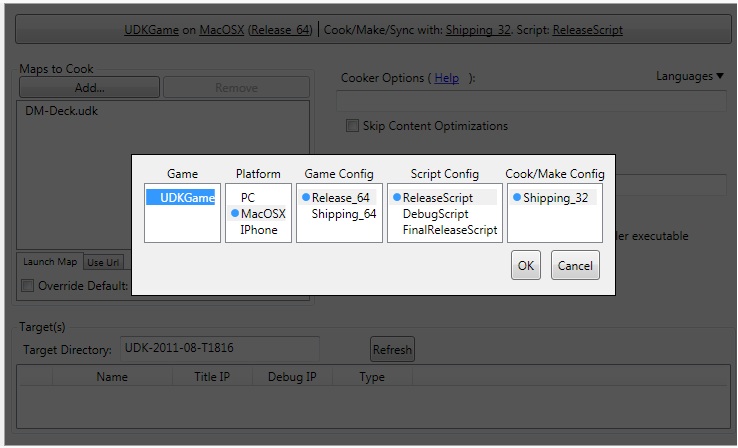 UDKGame on MacOSX (Release_64) | Cook/Make/Sync with: Shipping_32. Script: ReleaseScript
Maps to Cook
Add...
Remove
DM-Deck.udk
Cooker Options ( Help ):
Languages ▼
Skip Content Optimizations
Game
Platform
Game Config
Script Config
Cook/Make Config
UDKGame
PC
MacOSX
IPhone
Release_64
Shipping_64
ReleaseScript
DebugScript
FinalReleaseScript
Shipping_32
executable
OK
Cancel
Launch Map
Use Url
Override Default:
Target(s)
Target Directory:
UDK-2011-08-T1816
Refresh
Name
Title IP
Debug IP
Type